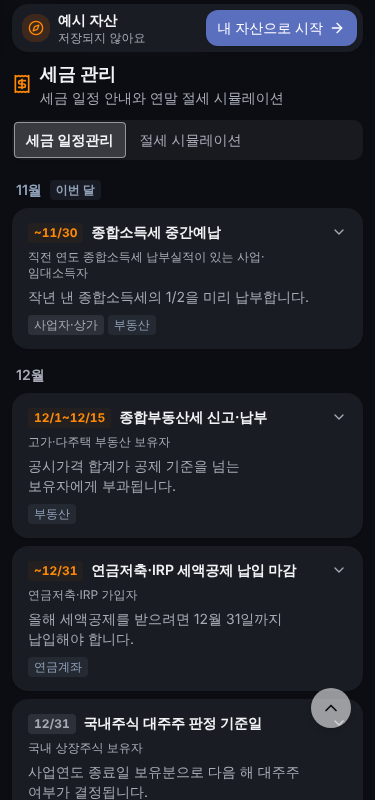 예시 자산
저장되지 않아요
내 자산으로 시작 →
세금 관리
세금 일정 안내와 연말 절세 시뮬레이션
세금 일정관리
절세 시뮬레이션
11월 이번 달
~11/30 종합소득세 중간예납
직전 연도 종합소득세 납부실적이 있는 사업·
임대소득자
작년 낸 종합소득세의 1/2을 미리 납부합니다.
사업자·상가 부동산
12월
12/1~12/15 종합부동산세 신고·납부
고가·다주택 부동산 보유자
공시가격 합계가 공제 기준을 넘는
보유자에게 부과됩니다.
부동산
~12/31 연금저축·IRP 세액공제 납입 마감
연금저축·IRP 가입자
올해 세액공제를 받으려면 12월 31일까지
납입해야 합니다.
연금계좌
12/31 국내주식 대주주 판정 기준일
국내 상장주식 보유자
사업연도 종료일 보유분으로 다음 해 대주주
여부가 결정됩니다.